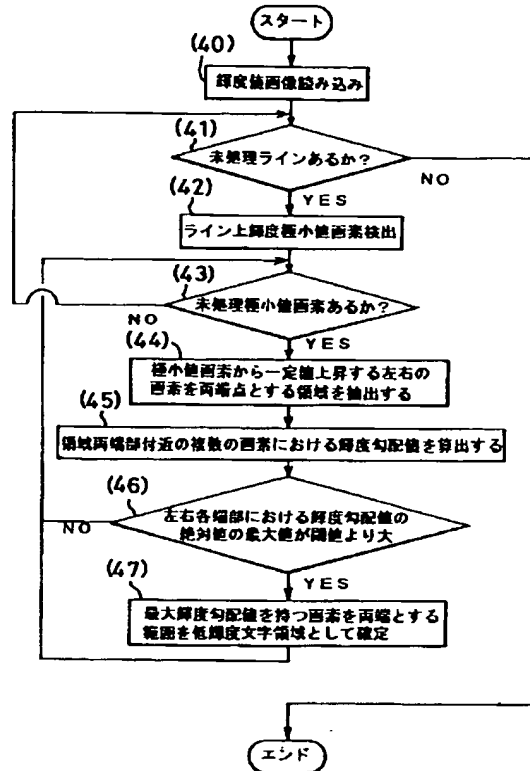 スタート
(40)
輝度値画像読み込み
(41)
未処理ラインあるか？
NO
YES
(42)
ライン上輝度極小値画素検出
(43)
未処理極小値画素あるか？
NO
YES
(44)
極小値画素から一定値上昇する左右の
画素を両端点とする領域を抽出する
(45)
領域両端部付近の複数の画素における輝度勾配値を算出する
(46)
左右各端部における輝度勾配値の
絶対値の最大値が閾値より大
NO
YES
(47)
最大輝度勾配値を持つ画素を両端とする
範囲を低輝度文字領域として確定
エンド